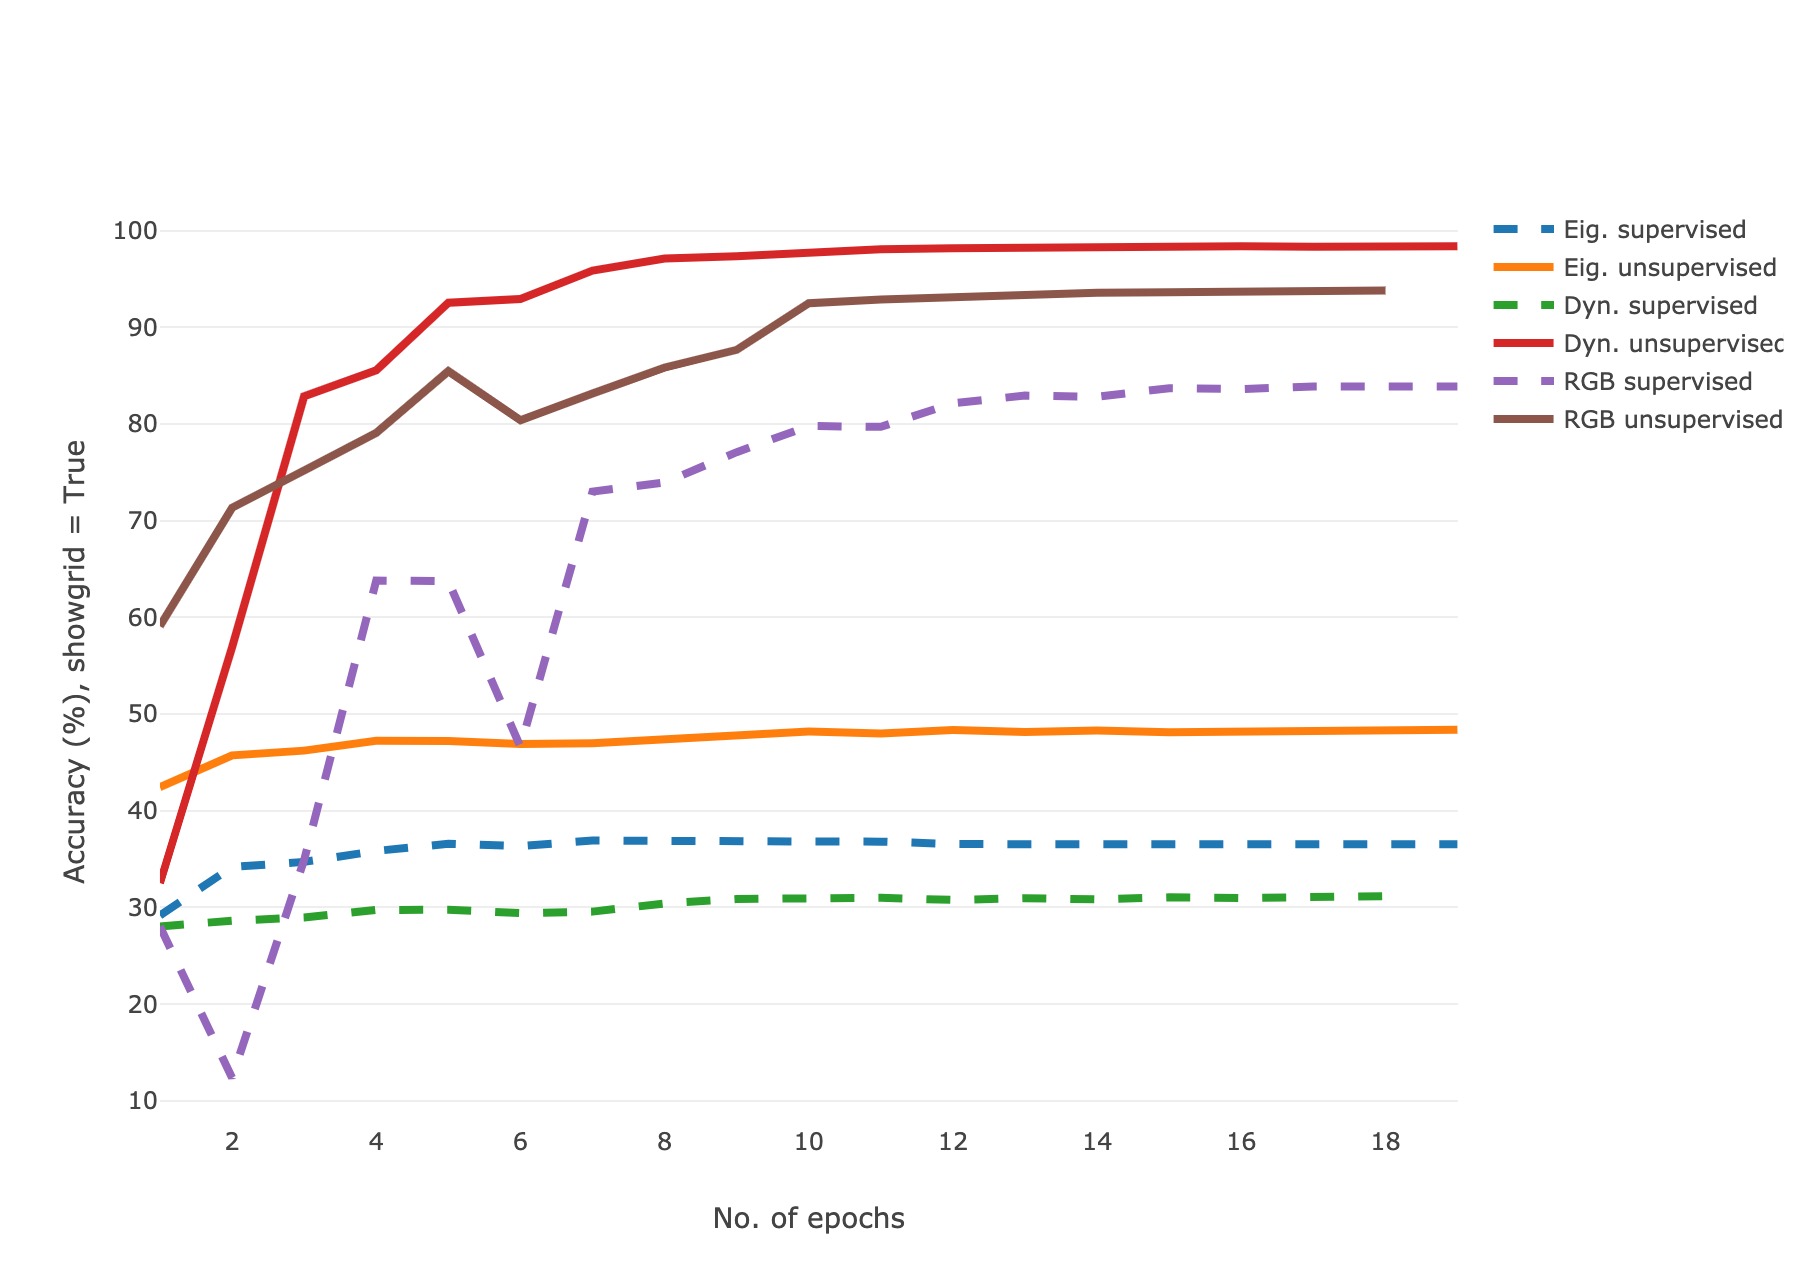 Accuracy (%), showgrid = True
100
90
80
70
60
50
40
30
20
10
2 4 6 8 10 12 14 16 18
No. of epochs
Eig. supervised
Eig. unsupervised
Dyn. supervised
Dyn. unsupervised
RGB supervised
RGB unsupervised